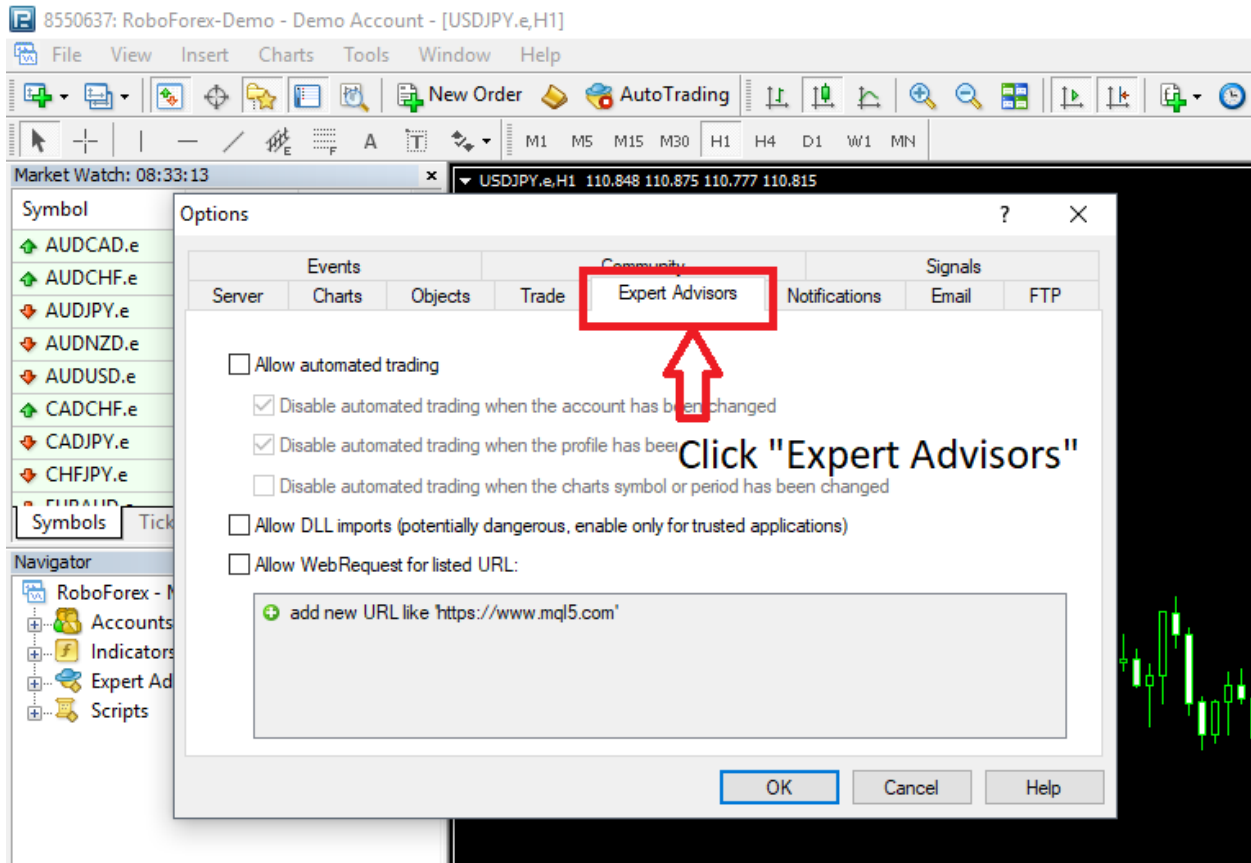 8550637: RoboForex-Demo - Demo Account - [USDJPY.e,H1]
File View Insert Charts Tools Window Help
New Order AutoTrading
E F A T M1 M5 M15 M30 H1 H4 D1 W1 MN
Market Watch: 08:33:13
USDJPY.e,H1 110.848 110.875 110.777 110.815
Symbol
AUDCAD.e
AUDCHF.e
AUDJPY.e
AUDNZD.e
AUDUSD.e
CADCHF.e
CADJPY.e
CHFJPY.e
EURAUD
Symbols Tick
Navigator
RoboForex -
Accounts
Indicators
Expert Ad
Scripts
Options ?
Events Community Signals
Server Charts Objects Trade Expert Advisors Notifications Email FTP
Allow automated trading
Disable automated trading when the account has been changed
Disable automated trading when the profile has been
Click "Expert Advisors"
Disable automated trading when the charts symbol or period has been changed
Allow DLL imports (potentially dangerous, enable only for trusted applications)
Allow WebRequest for listed URL:
add new URL like 'https://www.mql5.com'
OK Cancel Help